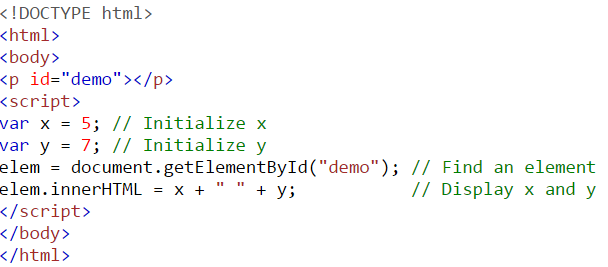 <!DOCTYPE html>
<html>
<body>
<p id="demo"></p>
<script>
var x = 5; // Initialize x
var y = 7; // Initialize y
elem = document.getElementById("demo"); // Find an element
elem.innerHTML = x + " " + y;           // Display x and y
</script>
</body>
</html>